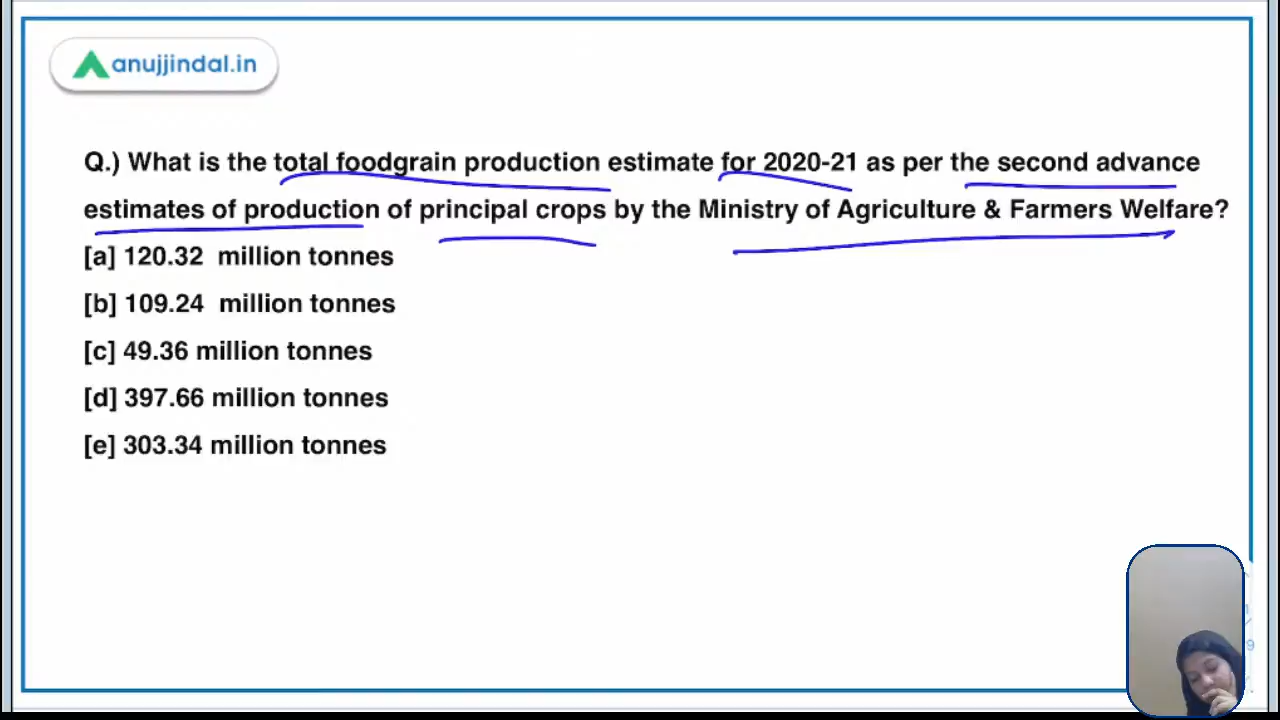 anujjindal.in
Q.) What is the total foodgrain production estimate for 2020-21 as per the second advance
estimates of production of principal crops by the Ministry of Agriculture & Farmers Welfare?
[a] 120.32 million tonnes
[b] 109.24 million tonnes
[c] 49.36 million tonnes
[d] 397.66 million tonnes
[e] 303.34 million tonnes